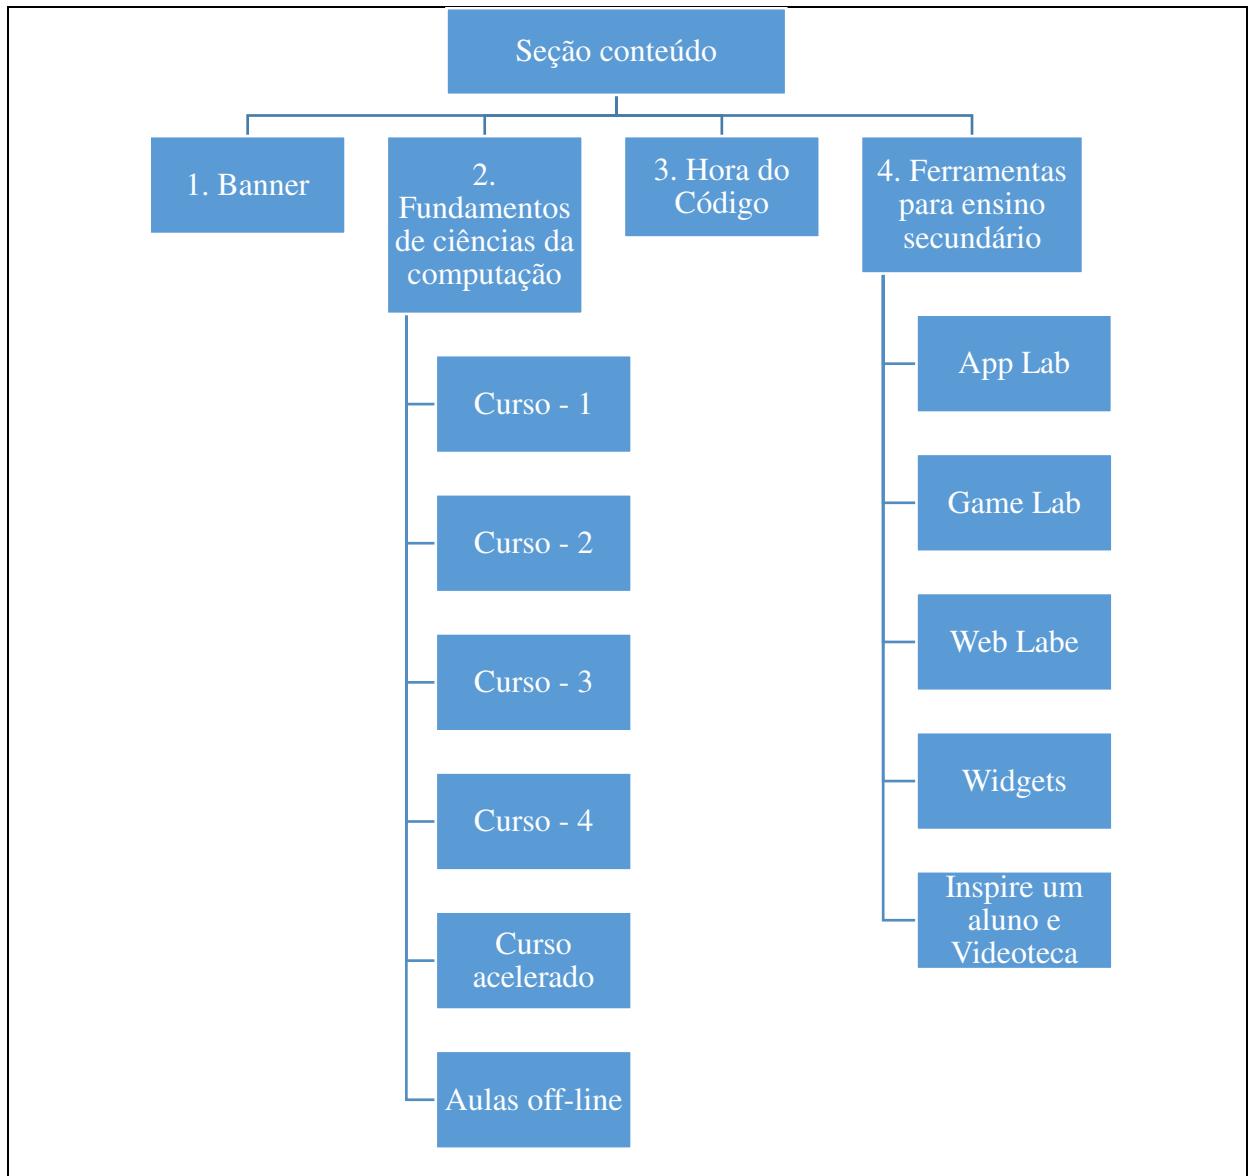 Seção conteúdo
1. Banner
2.
Fundamentos
de ciências da
computação
3. Hora do
Código
4. Ferramentas
para ensino
secundário
Curso - 1
Curso - 2
Curso - 3
Curso - 4
Curso
acelerado
Aulas off-line
App Lab
Game Lab
Web Labe
Widgets
Inspire um
aluno e
Videoteca